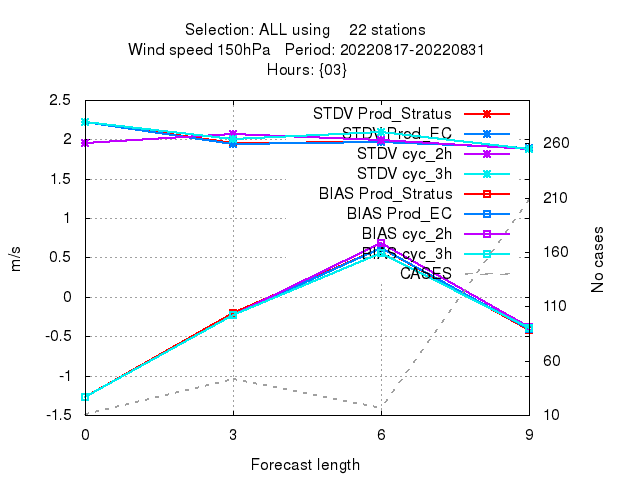 Selection: ALL using 22 stations
Wind speed 150hPa Period: 20220817-20220831
Hours: {03}
2.5
2
1.5
1
0.5
0
-0.5
-1
-1.5
m/s
STDV Prod_Stratus
STDV Prod_EC
STDV cyc_2h
STDV cyc_3h
BIAS Prod_Stratus
BIAS Prod_EC
BIAS cyc_2h
BIAS cyc_3h
CASES
260
210
160
110
60
10
No cases
0 3 6 9
Forecast length